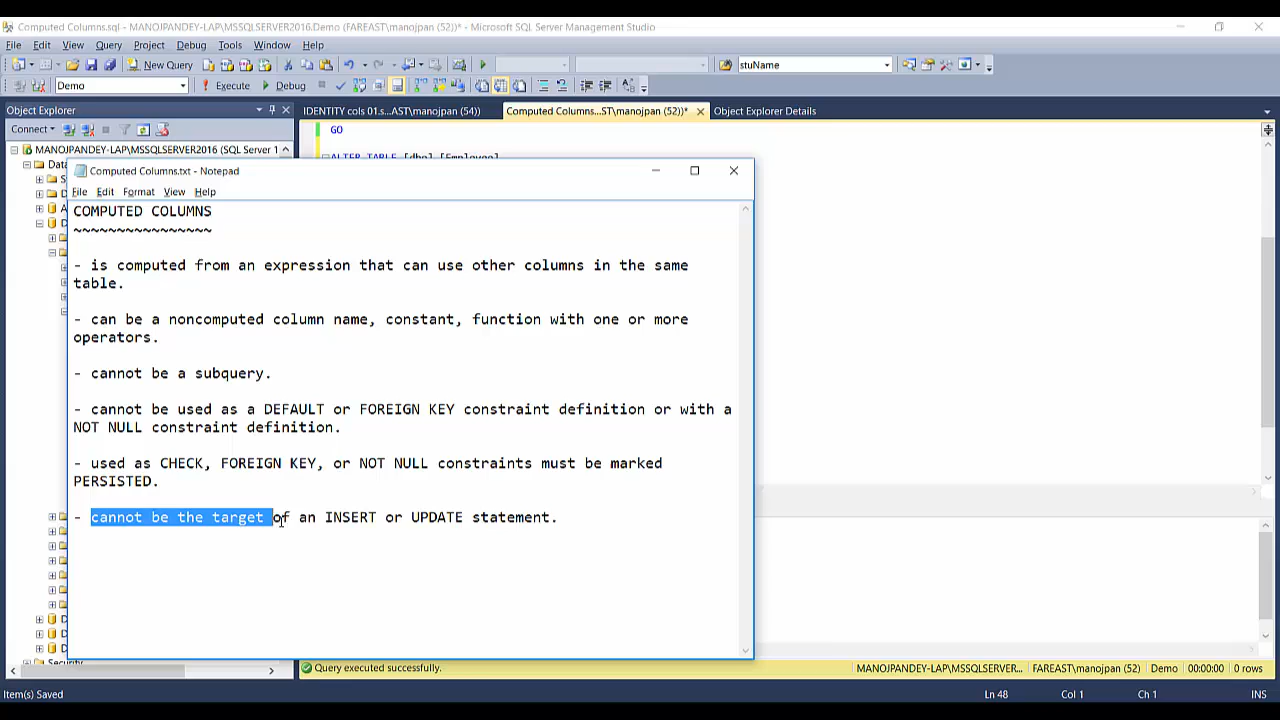 Computed Columns.sql - MANOJPANDEY-LAP\MSSQLSERVER2016.Demo (FAREAST\manojpan (52))* - Microsoft SQL Server Management Studio
File Edit View Query Project Debug Tools Window Help
New Query stuName
Demo Execute Debug
Object Explorer IDENTITY cols 01.s...AST\manojpan (54)) Computed Columns...ST\manojpan (52))* Object Explorer Details
Connect GO
MANOJPANDEY-LAP\MSSQLSERVER2016 (SQL Server 1
ALTER TABLE [dbo].[Employee]
Computed Columns.txt - Notepad
File Edit Format View Help
COMPUTED COLUMNS
~~~~~~~~~~~~~~~~
- is computed from an expression that can use other columns in the same
table.
- can be a noncomputed column name, constant, function with one or more
operators.
- cannot be a subquery.
- cannot be used as a DEFAULT or FOREIGN KEY constraint definition or with a
NOT NULL constraint definition.
- used as CHECK, FOREIGN KEY, or NOT NULL constraints must be marked
PERSISTED.
- cannot be the target of an INSERT or UPDATE statement.
Security
Query executed successfully. MANOJPANDEY-LAP\MSSQLSERVER... FAREAST\manojpan (52) Demo 00:00:00 0 rows
Item(s) Saved Ln 48 Col 1 Ch 1 INS